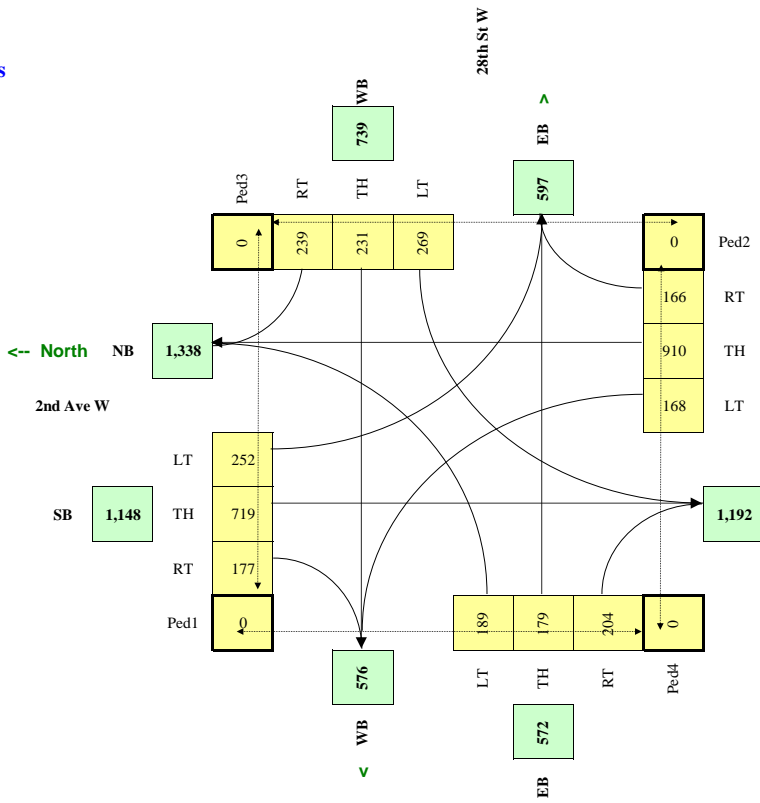 28th St W
s
WB
>
739
EB
Ped3
RT
TH
LT
597
0
239
231
269
0
Ped2
166
RT
<-- North
NB
1,338
910
TH
2nd Ave W
168
LT
LT
252
SB
1,148
TH
719
1,192
RT
177
Ped1
0
189
179
204
0
576
LT
TH
RT
Ped4
WB
572
<
EB